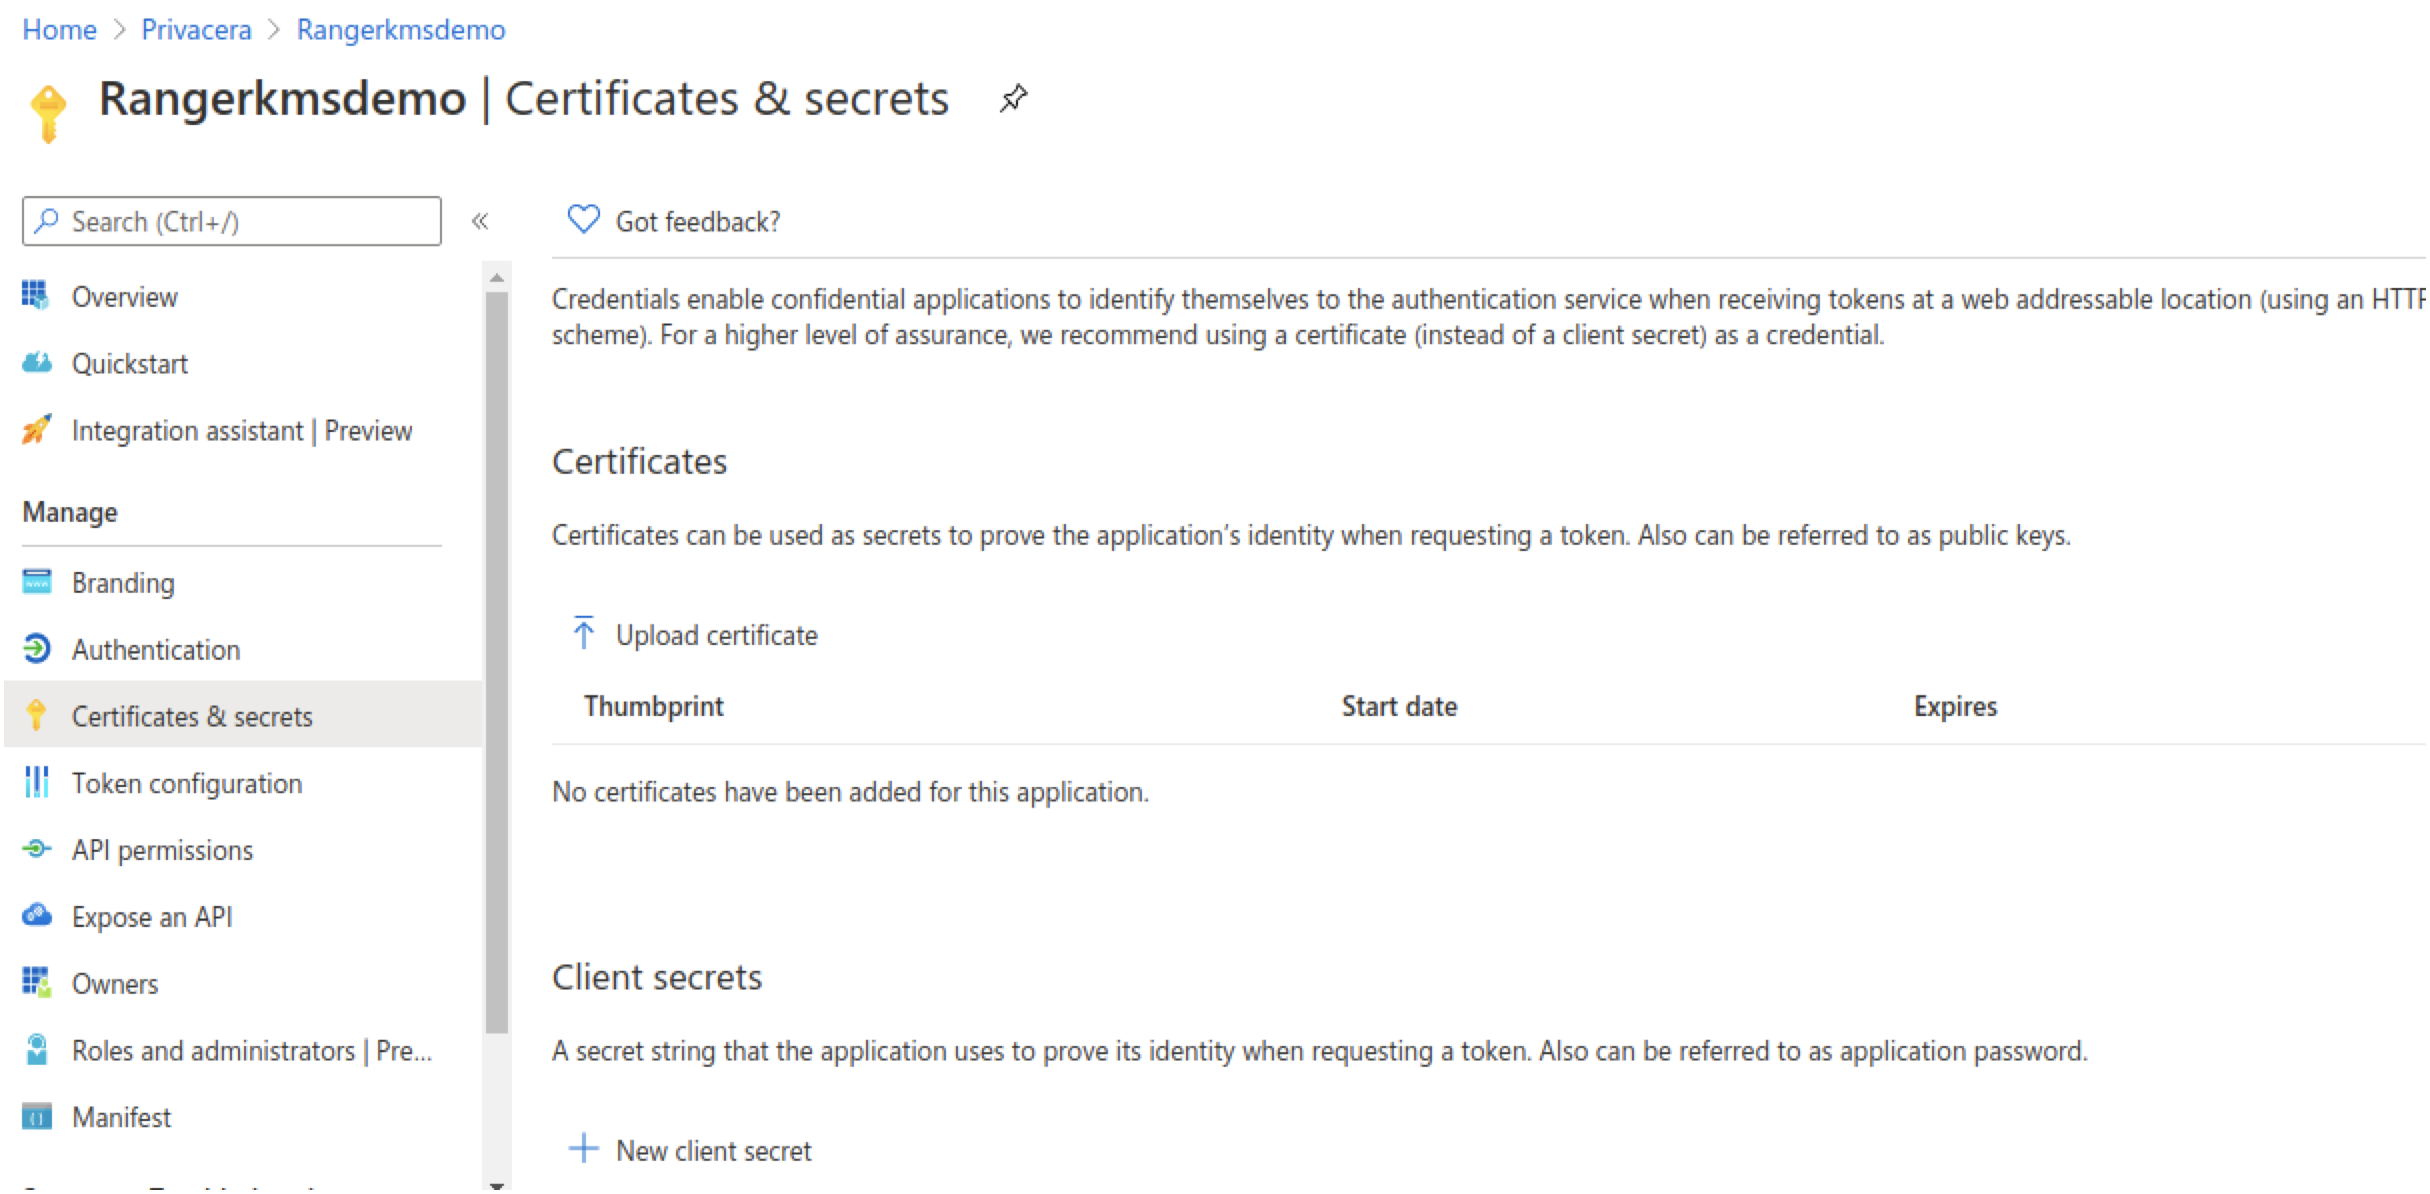 Home > Privacera > Rangerkmsdemo
Rangerkmsdemo | Certificates & secrets
Search (Ctrl+/)
«
Got feedback?
Overview
Quickstart
Integration assistant | Preview
Manage
Branding
Authentication
Certificates & secrets
Token configuration
API permissions
Expose an API
Owners
Roles and administrators | Pre...
Manifest
Credentials enable confidential applications to identify themselves to the authentication service when receiving tokens at a web addressable location (using an
scheme). For a higher level of assurance, we recommend using a certificate (instead of a client secret) as a credential.
Certificates
Certificates can be used as secrets to prove the application's identity when requesting a token. Also can be referred to as public keys.
Upload certificate
Thumbprint Start date Expires
No certificates have been added for this application.
Client secrets
A secret string that the application uses to prove its identity when requesting a token. Also can be referred to as application password.
New client secret